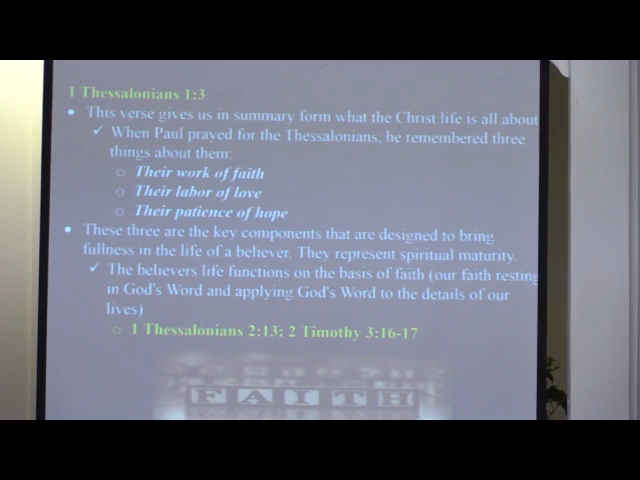 1 Thessalonians 1:3
• This verse gives us in summary form what the Christ life is all about
✓ When Paul prayed for the Thessalonians, he remembered three
things about them:
o Their work of faith
o Their labor of love
o Their patience of hope
• These three are the key components that are designed to bring
fullness in the life of a believer. They represent spiritual maturity.
✓ The believers life functions on the basis of faith (our faith resting
in God's Word and applying God's Word to the details of our
lives)
o 1 Thessalonians 2:13; 2 Timothy 3:16-17
FAITH